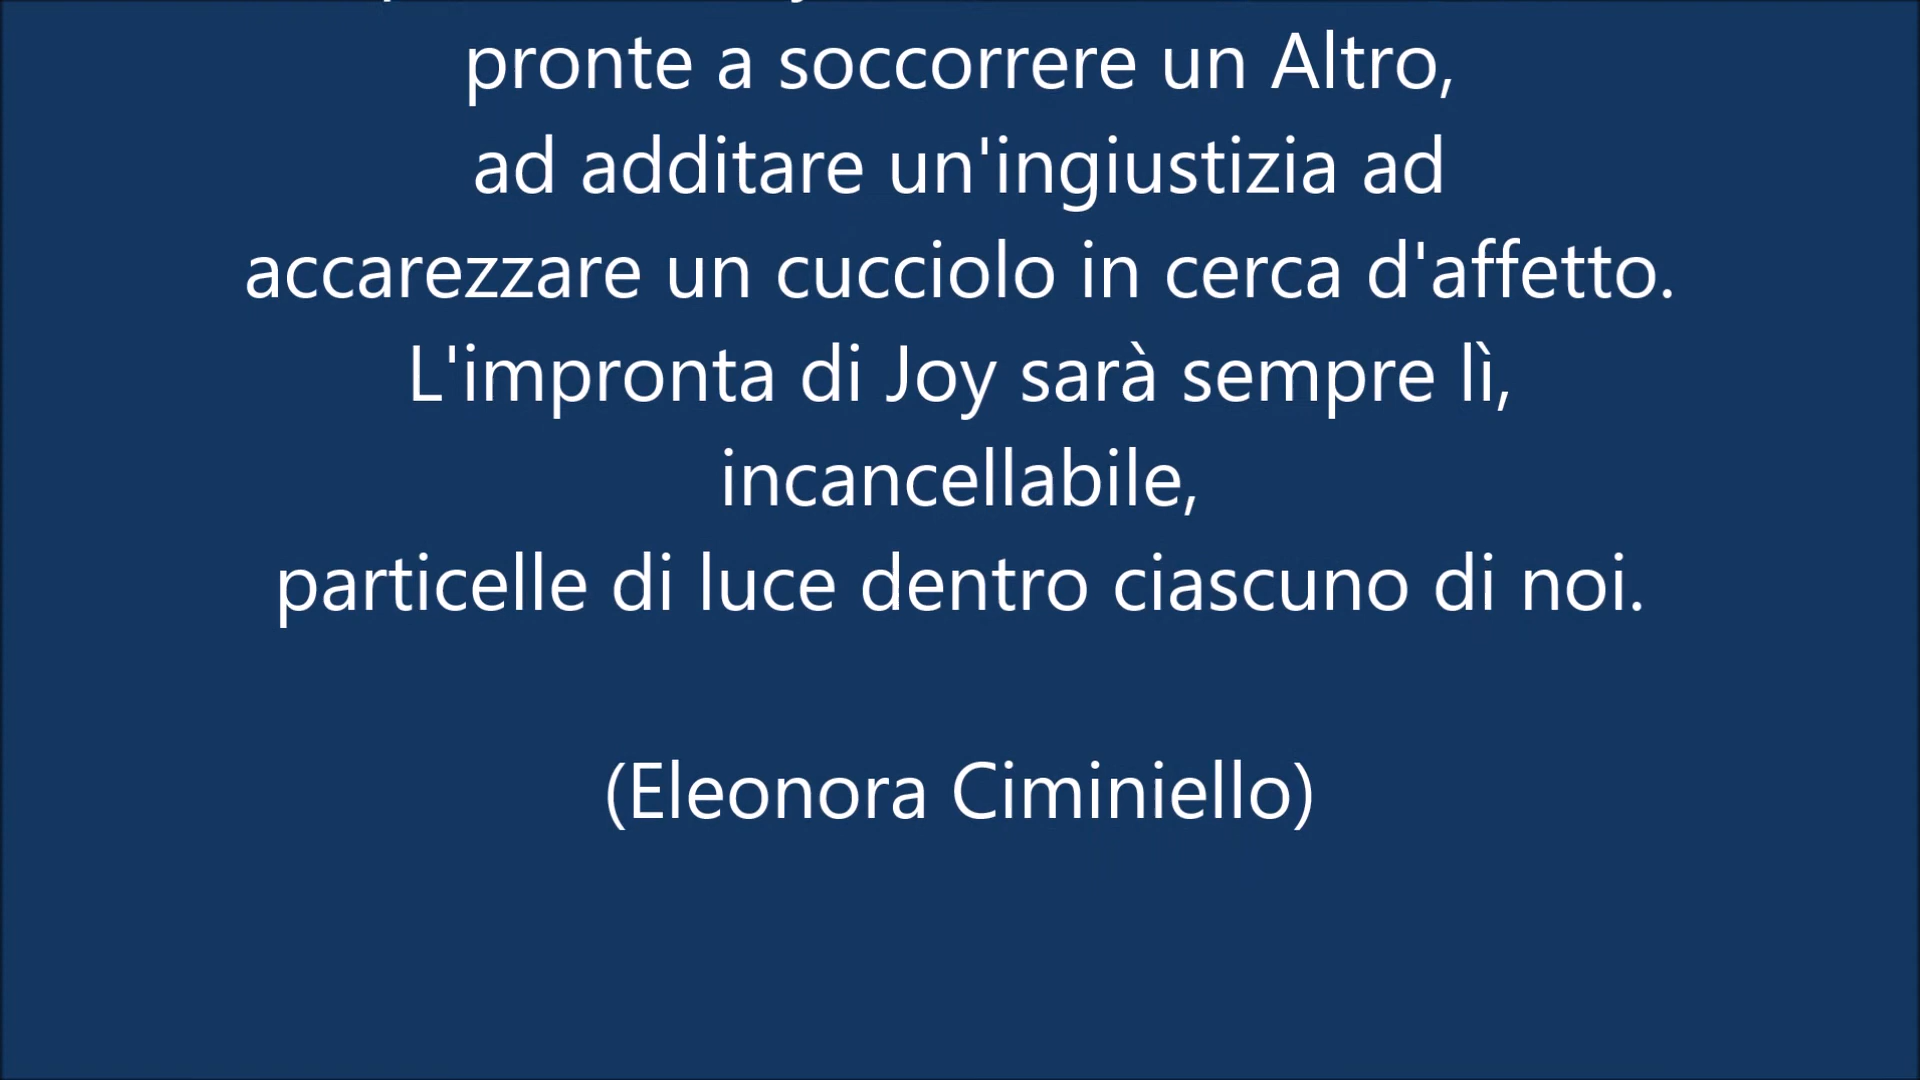 pronte a soccorrere un Altro,
ad additare un'ingiustizia ad
accarezzare un cucciolo in cerca d'affetto.
L'impronta di Joy sarà sempre lì,
incancellabile,
particelle di luce dentro ciascuno di noi.
(Eleonora Ciminiello)